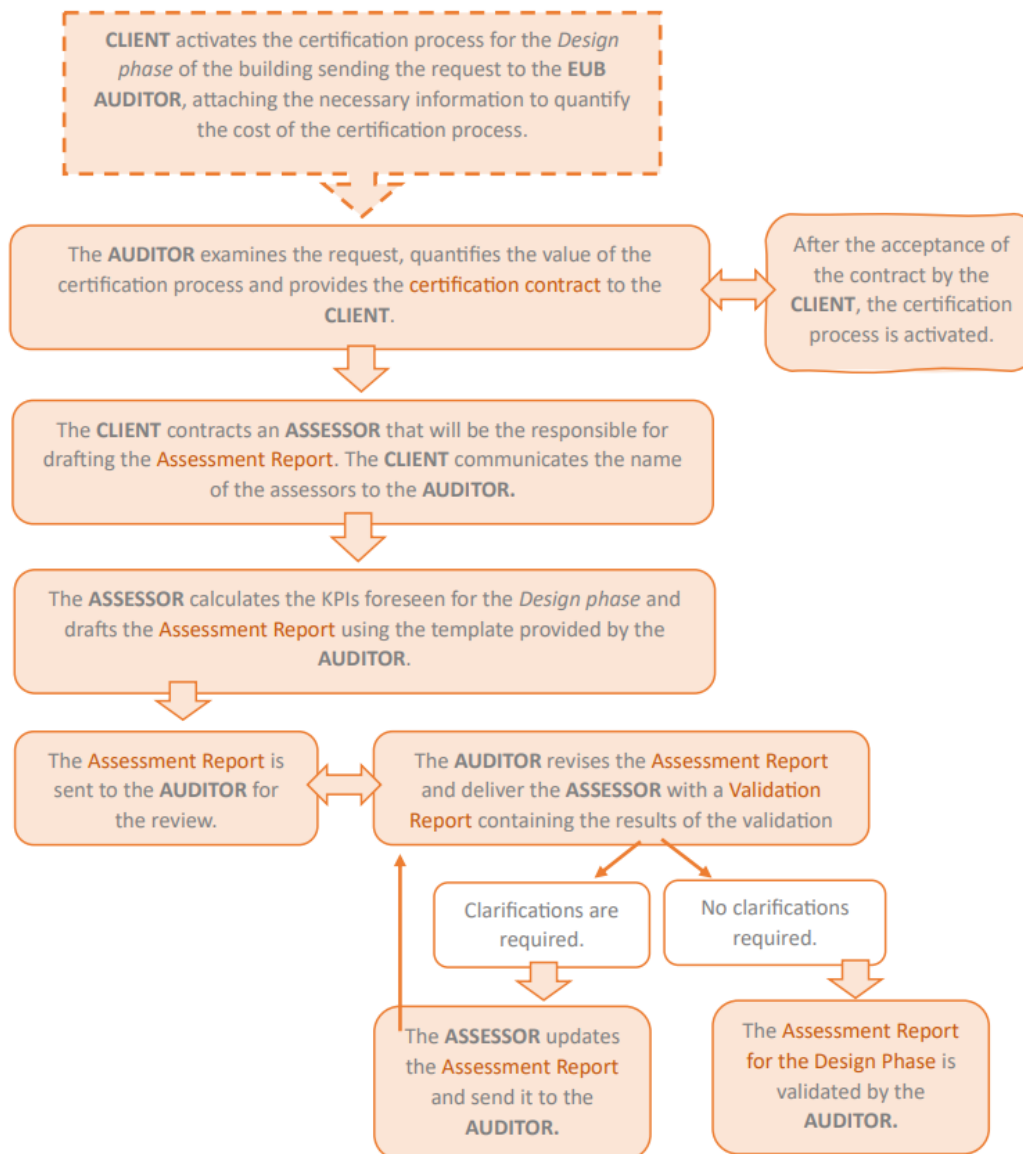 CLIENT activates the certification process for the Design
phase of the building sending the request to the EUB
AUDITOR, attaching the necessary information to quantify
the cost of the certification process.
The AUDITOR examines the request, quantifies the value of the
certification process and provides the certification contract to the
CLIENT.
After the acceptance of
the contract by the
CLIENT, the certification
process is activated.
The CLIENT contracts an ASSESSOR that will be the responsible for
drafting the Assessment Report. The CLIENT communicates the name
of the assessors to the AUDITOR.
The ASSESSOR calculates the KPIs foreseen for the Design phase and
drafts the Assessment Report using the template provided by the
AUDITOR.
The Assessment Report is
sent to the AUDITOR for
the review.
The AUDITOR revises the Assessment Report
and deliver the ASSESSOR with a Validation
Report containing the results of the validation
Clarifications are
required.
No clarifications
required.
The ASSESSOR updates
the Assessment Report
and send it to the
AUDITOR.
The Assessment Report
for the Design Phase is
validated by the
AUDITOR.